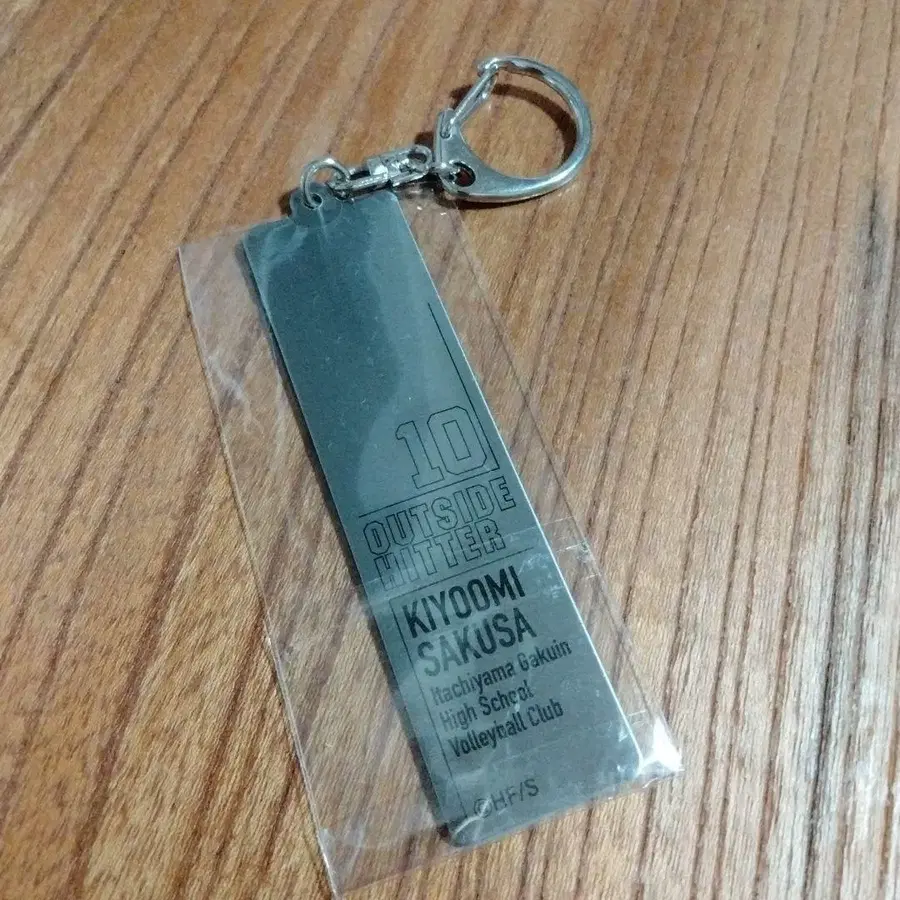 10
OUTSIDE
HITTER
KIYOOMI
SAKUSA
Itachiyama Gakuin
High School
Volleyball Club
©HF/S